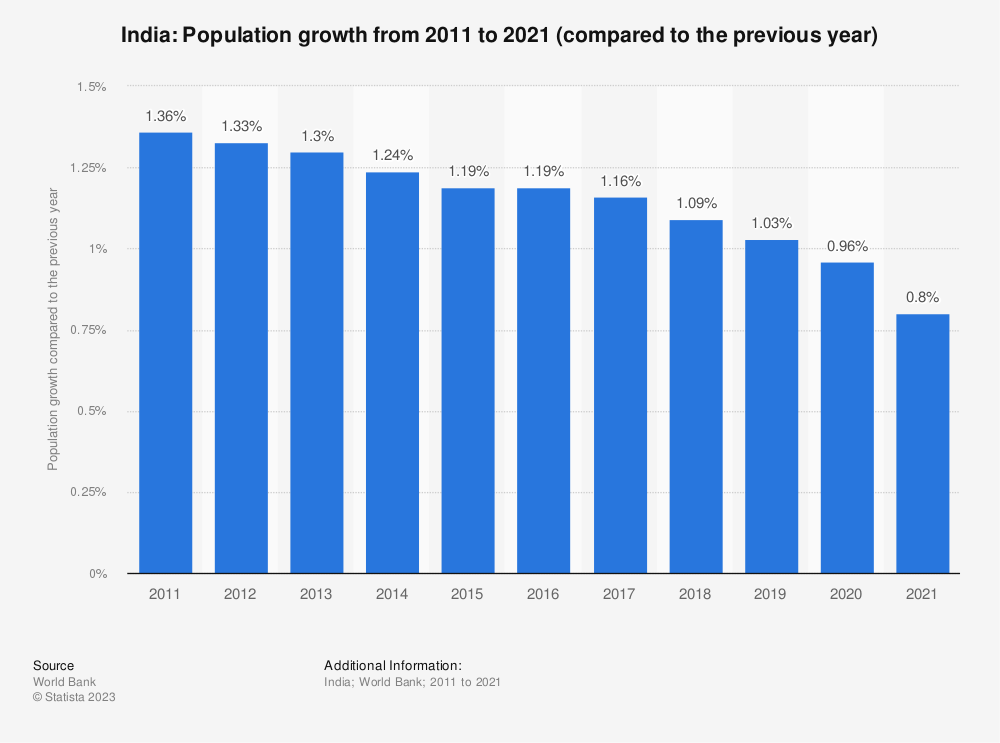 India: Population growth from 2011 to 2021 (compared to the previous year)
Population growth compared to the previous year
1.5%
1.25%
1%
0.75%
0.5%
0.25%
0%
1.36%
1.33%
1.3%
1.24%
1.19%
1.19%
1.16%
1.09%
1.03%
0.96%
0.8%
2011 2012 2013 2014 2015 2016 2017 2018 2019 2020 2021
Source
World Bank
© Statista 2023
Additional Information:
India; World Bank; 2011 to 2021